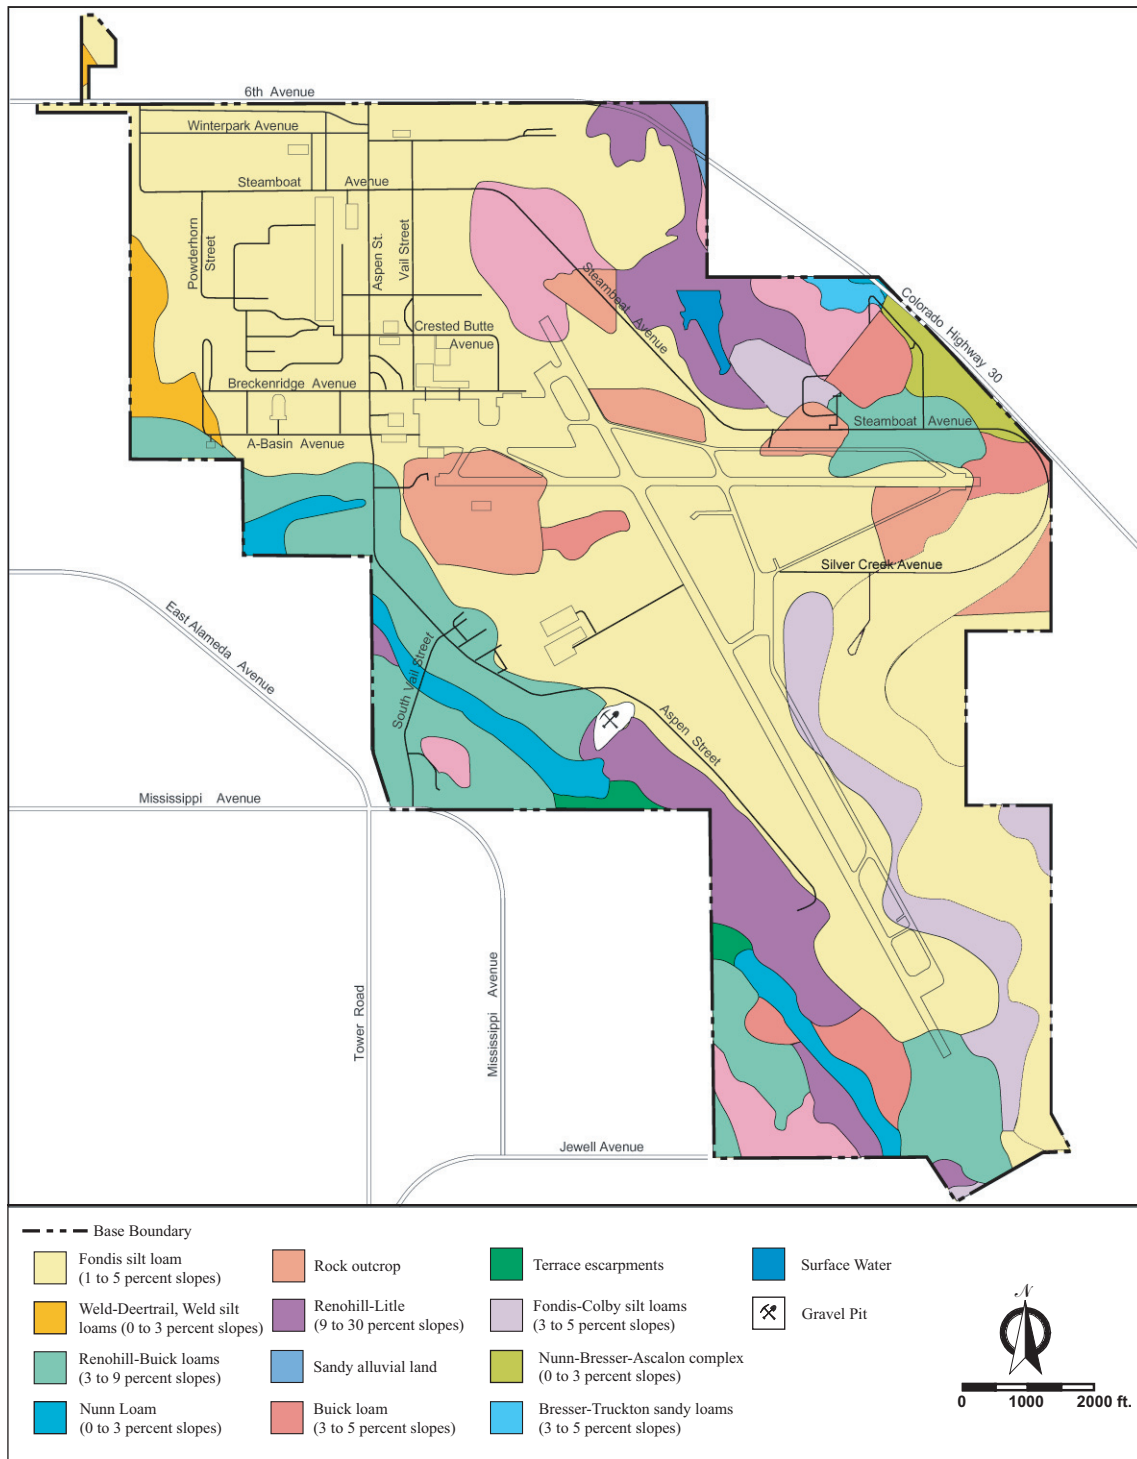 6th Avenue
Winterpark Avenue
Steamboat Avenue
Powderhorn
Street
Aspen St.
Vail Street
Crested Butte
Avenue
Breckenridge Avenue
A-Basin Avenue
Steamboat Avenue
Colorado Highway 30
Steamboat Avenue
Silver Creek Avenue
East Alameda Avenue
South Vail Street
Aspen Street
Mississippi Avenue
Tower Road
Mississippi Avenue
Jewell Avenue
Base Boundary
Fondis silt loam
(1 to 5 percent slopes)
Weld-Deertrail, Weld silt
loams (0 to 3 percent slopes)
Renohill-Buick loams
(3 to 9 percent slopes)
Nunn Loam
(0 to 3 percent slopes)
Rock outcrop
Renohill-Litle
(9 to 30 percent slopes)
Sandy alluvial land
Buick loam
(3 to 5 percent slopes)
Terrace escarpments
Fondis-Colby silt loams
(3 to 5 percent slopes)
Nunn-Bresser-Ascalon complex
(0 to 3 percent slopes)
Bresser-Truckton sandy loams
(3 to 5 percent slopes)
Surface Water
Gravel Pit
N
0 1000 2000 ft.